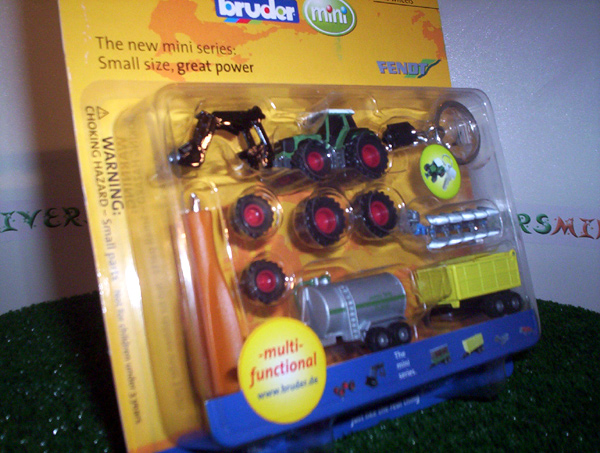 bruder
mini
The new mini series:
Small size, great power
FENDT
WARNING:
CHOKING HAZARD – Small parts
-multi-
functional
www.bruder.de
The
mini
series.